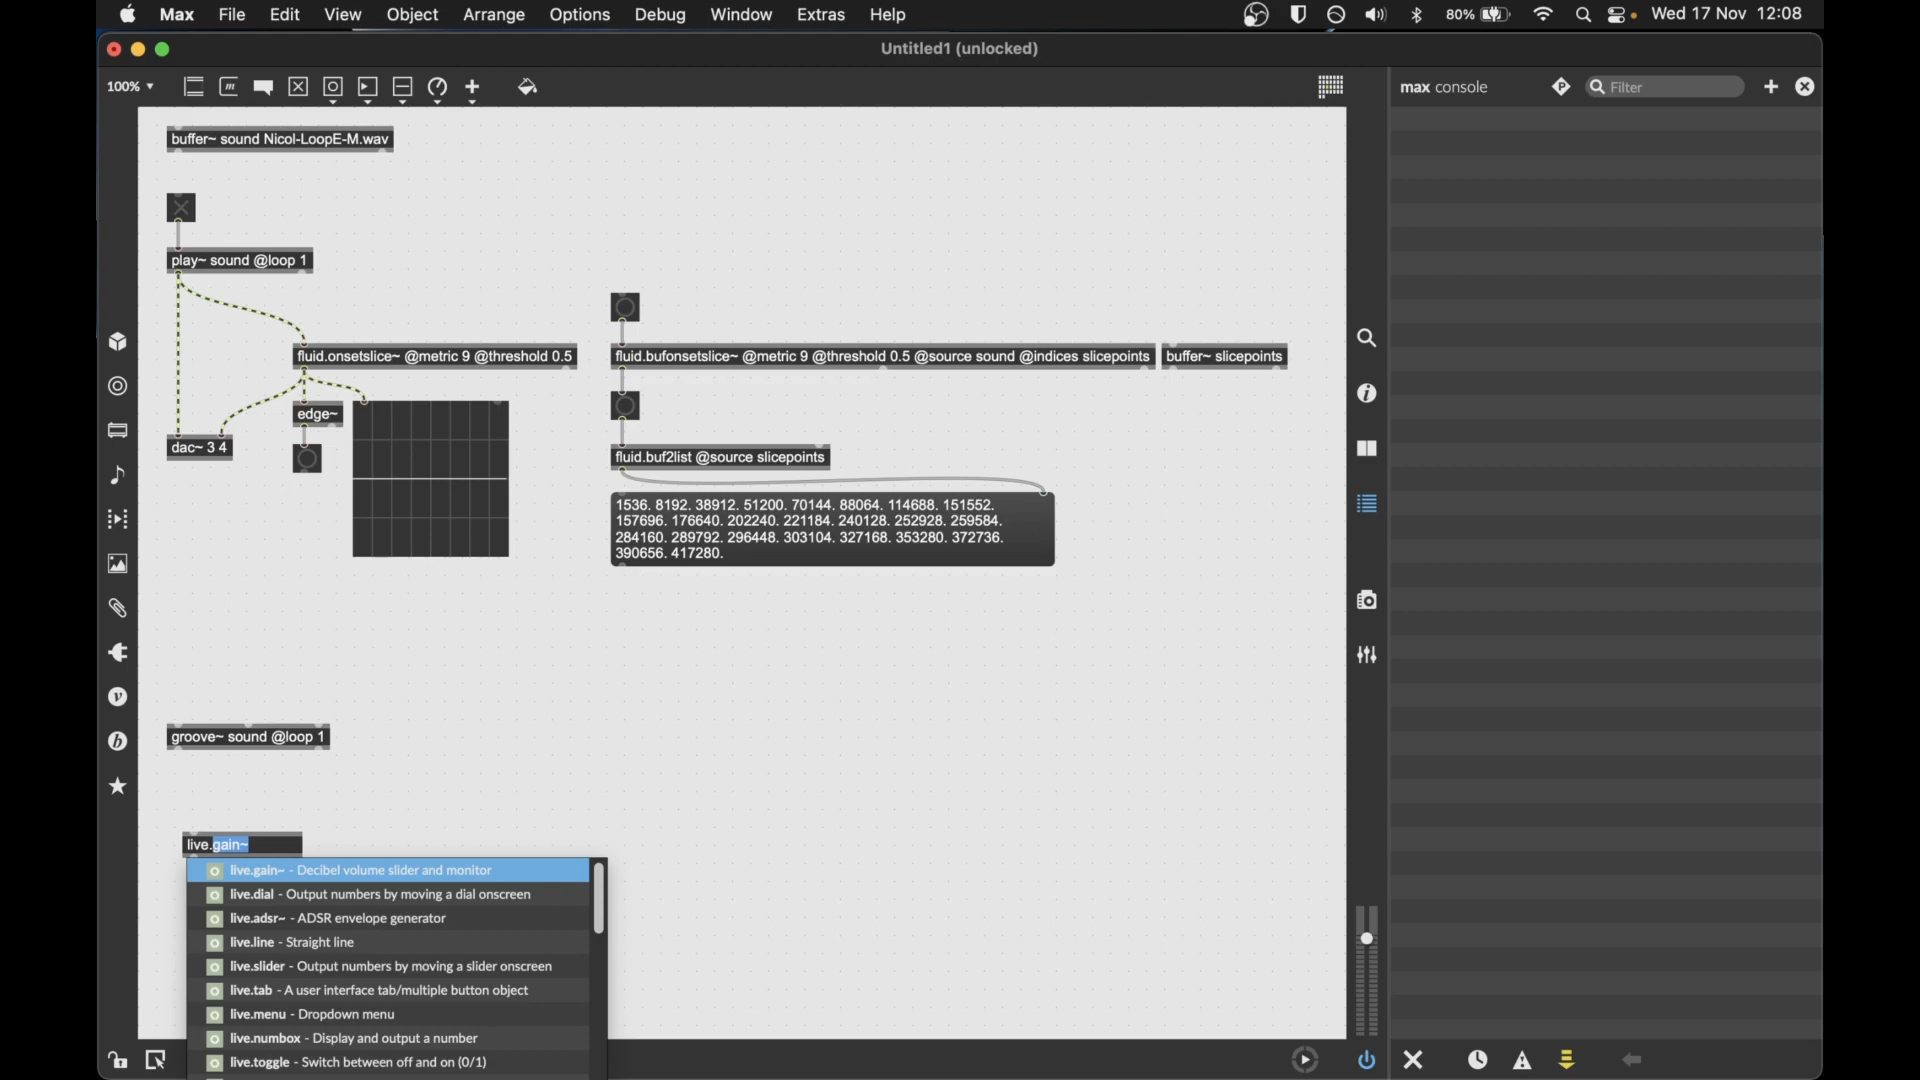 Max File Edit View Object Arrange Options Debug Window Extras Help 80% Wed 17 Nov 12:08
Untitled1 (unlocked)
100% max console Filter
buffer~ sound Nicol-LoopE-M.wav
play~ sound @loop 1
fluid.onsetslice~ @metric 9 @threshold 0.5
fluid.bufonsetslice~ @metric 9 @threshold 0.5 @source sound @indices slicepoints
buffer~ slicepoints
edge~
dac~ 3 4
fluid.buf2list @source slicepoints
1536. 8192. 38912. 51200. 70144. 88064. 114688. 151552.
157696. 176640. 202240. 221184. 240128. 252928. 259584.
284160. 289792. 296448. 303104. 327168. 353280. 372736.
390656. 417280.
groove~ sound @loop 1
live.gain~
live.gain~ - Decibel volume slider and monitor
live.dial - Output numbers by moving a dial onscreen
live.adsr~ - ADSR envelope generator
live.line - Straight line
live.slider - Output numbers by moving a slider onscreen
live.tab - A user interface tab/multiple button object
live.menu - Dropdown menu
live.numbox - Display and output a number
live.toggle - Switch between off and on (0/1)